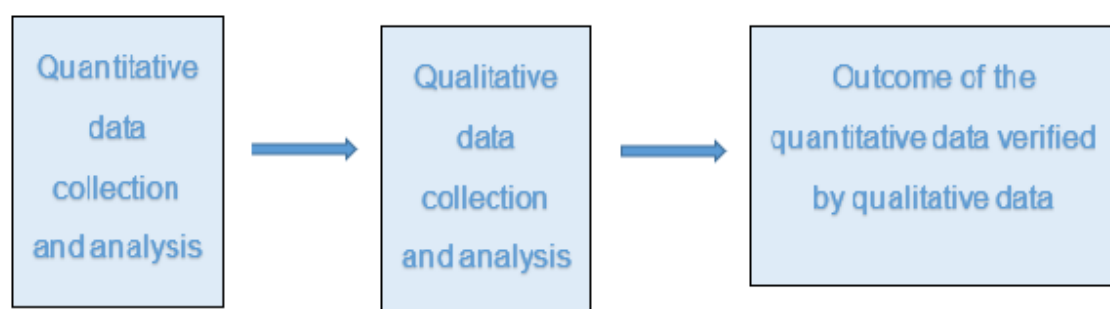 Quantitative
data
collection
and analysis
Qualitative
data
collection
and analysis
Outcome of the
quantitative data verified
by qualitative data